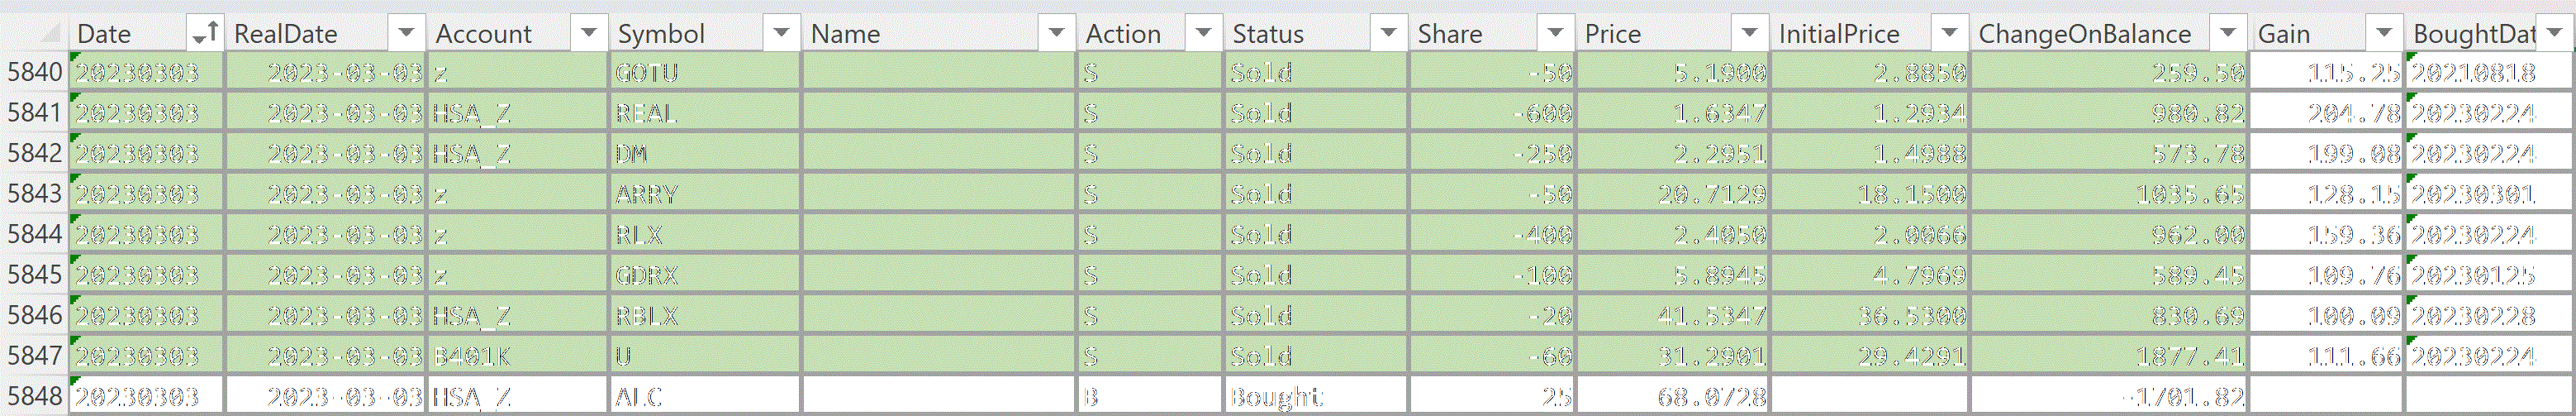 Date RealDate Account Symbol Name Action Status Share Price InitialPrice ChangeOnBalance Gain BoughtDat
5840 20230303 2023-03-03 z GOTU S Sold -50 5.1900 2.8850 259.50 115.25 20210818
5841 20230303 2023-03-03 HSA_Z REAL S Sold -600 1.6347 1.2934 980.82 204.78 20230224
5842 20230303 2023-03-03 HSA_Z DM S Sold -250 2.2951 1.4988 573.78 199.08 20230224
5843 20230303 2023-03-03 z ARRY S Sold -50 20.7129 18.1500 1035.65 128.15 20230301
5844 20230303 2023-03-03 z RLX S Sold -400 2.4050 2.0066 962.00 159.36 20230224
5845 20230303 2023-03-03 z GDRX S Sold -100 5.8945 4.7969 589.45 109.76 20230125
5846 20230303 2023-03-03 HSA_Z RBLX S Sold -20 41.5347 36.5300 830.69 100.09 20230228
5847 20230303 2023-03-03 B401K U S Sold -60 31.2901 29.4291 1877.41 111.66 20230224
5848 20230303 2023-03-03 HSA_Z ALC B Bought 25 68.0728 -1701.82